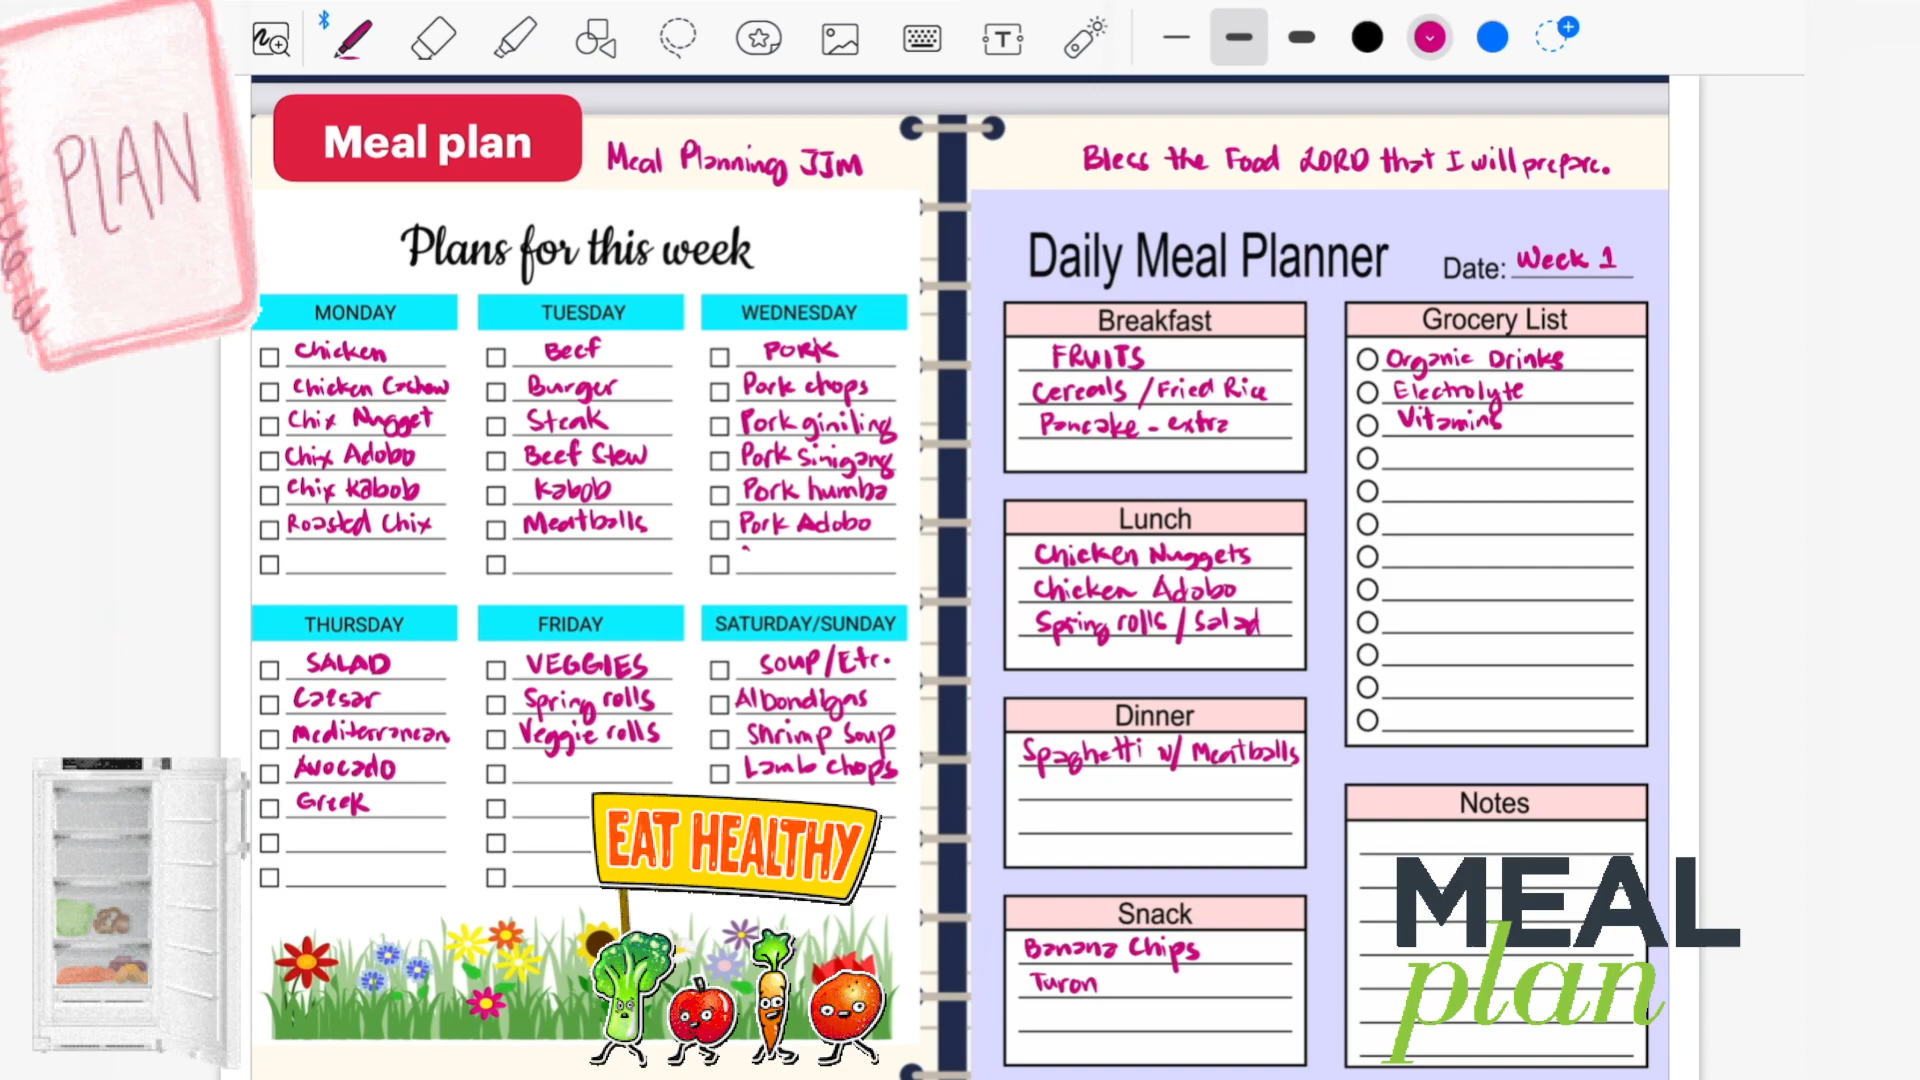 PLAN
Meal plan
Meal Planning JJM
Bless the Food LORD that I will prepare.
Plans for this week
MONDAY
Chicken
Chicken Cashew
Chix Nugget
Chix Adobo
Chix Kabob
Roasted Chix
TUESDAY
Beef
Burger
Steak
Beef Stew
Kabob
Meatballs
WEDNESDAY
PORK
Pork chops
Pork giniling
Pork sinigang
Pork humba
Pork Adobo
THURSDAY
SALAD
Caesar
Mediterranean
Avocado
Greek
FRIDAY
VEGGIES
Spring rolls
Veggie rolls
SATURDAY/SUNDAY
Soup/Etc.
Albondigas
Shrimp Soup
Lamb chops
EAT HEALTHY
Daily Meal Planner
Date: Week 1
Breakfast
FRUITS
Cereals / Fried Rice
Pancake - extra
Lunch
Chicken Nuggets
Chicken Adobo
Spring rolls / Salad
Dinner
Spaghetti w/ Meatballs
Snack
Banana Chips
Turon
Grocery List
Organic Drinks
Electrolyte
Vitamins
Notes
MEAL
plan